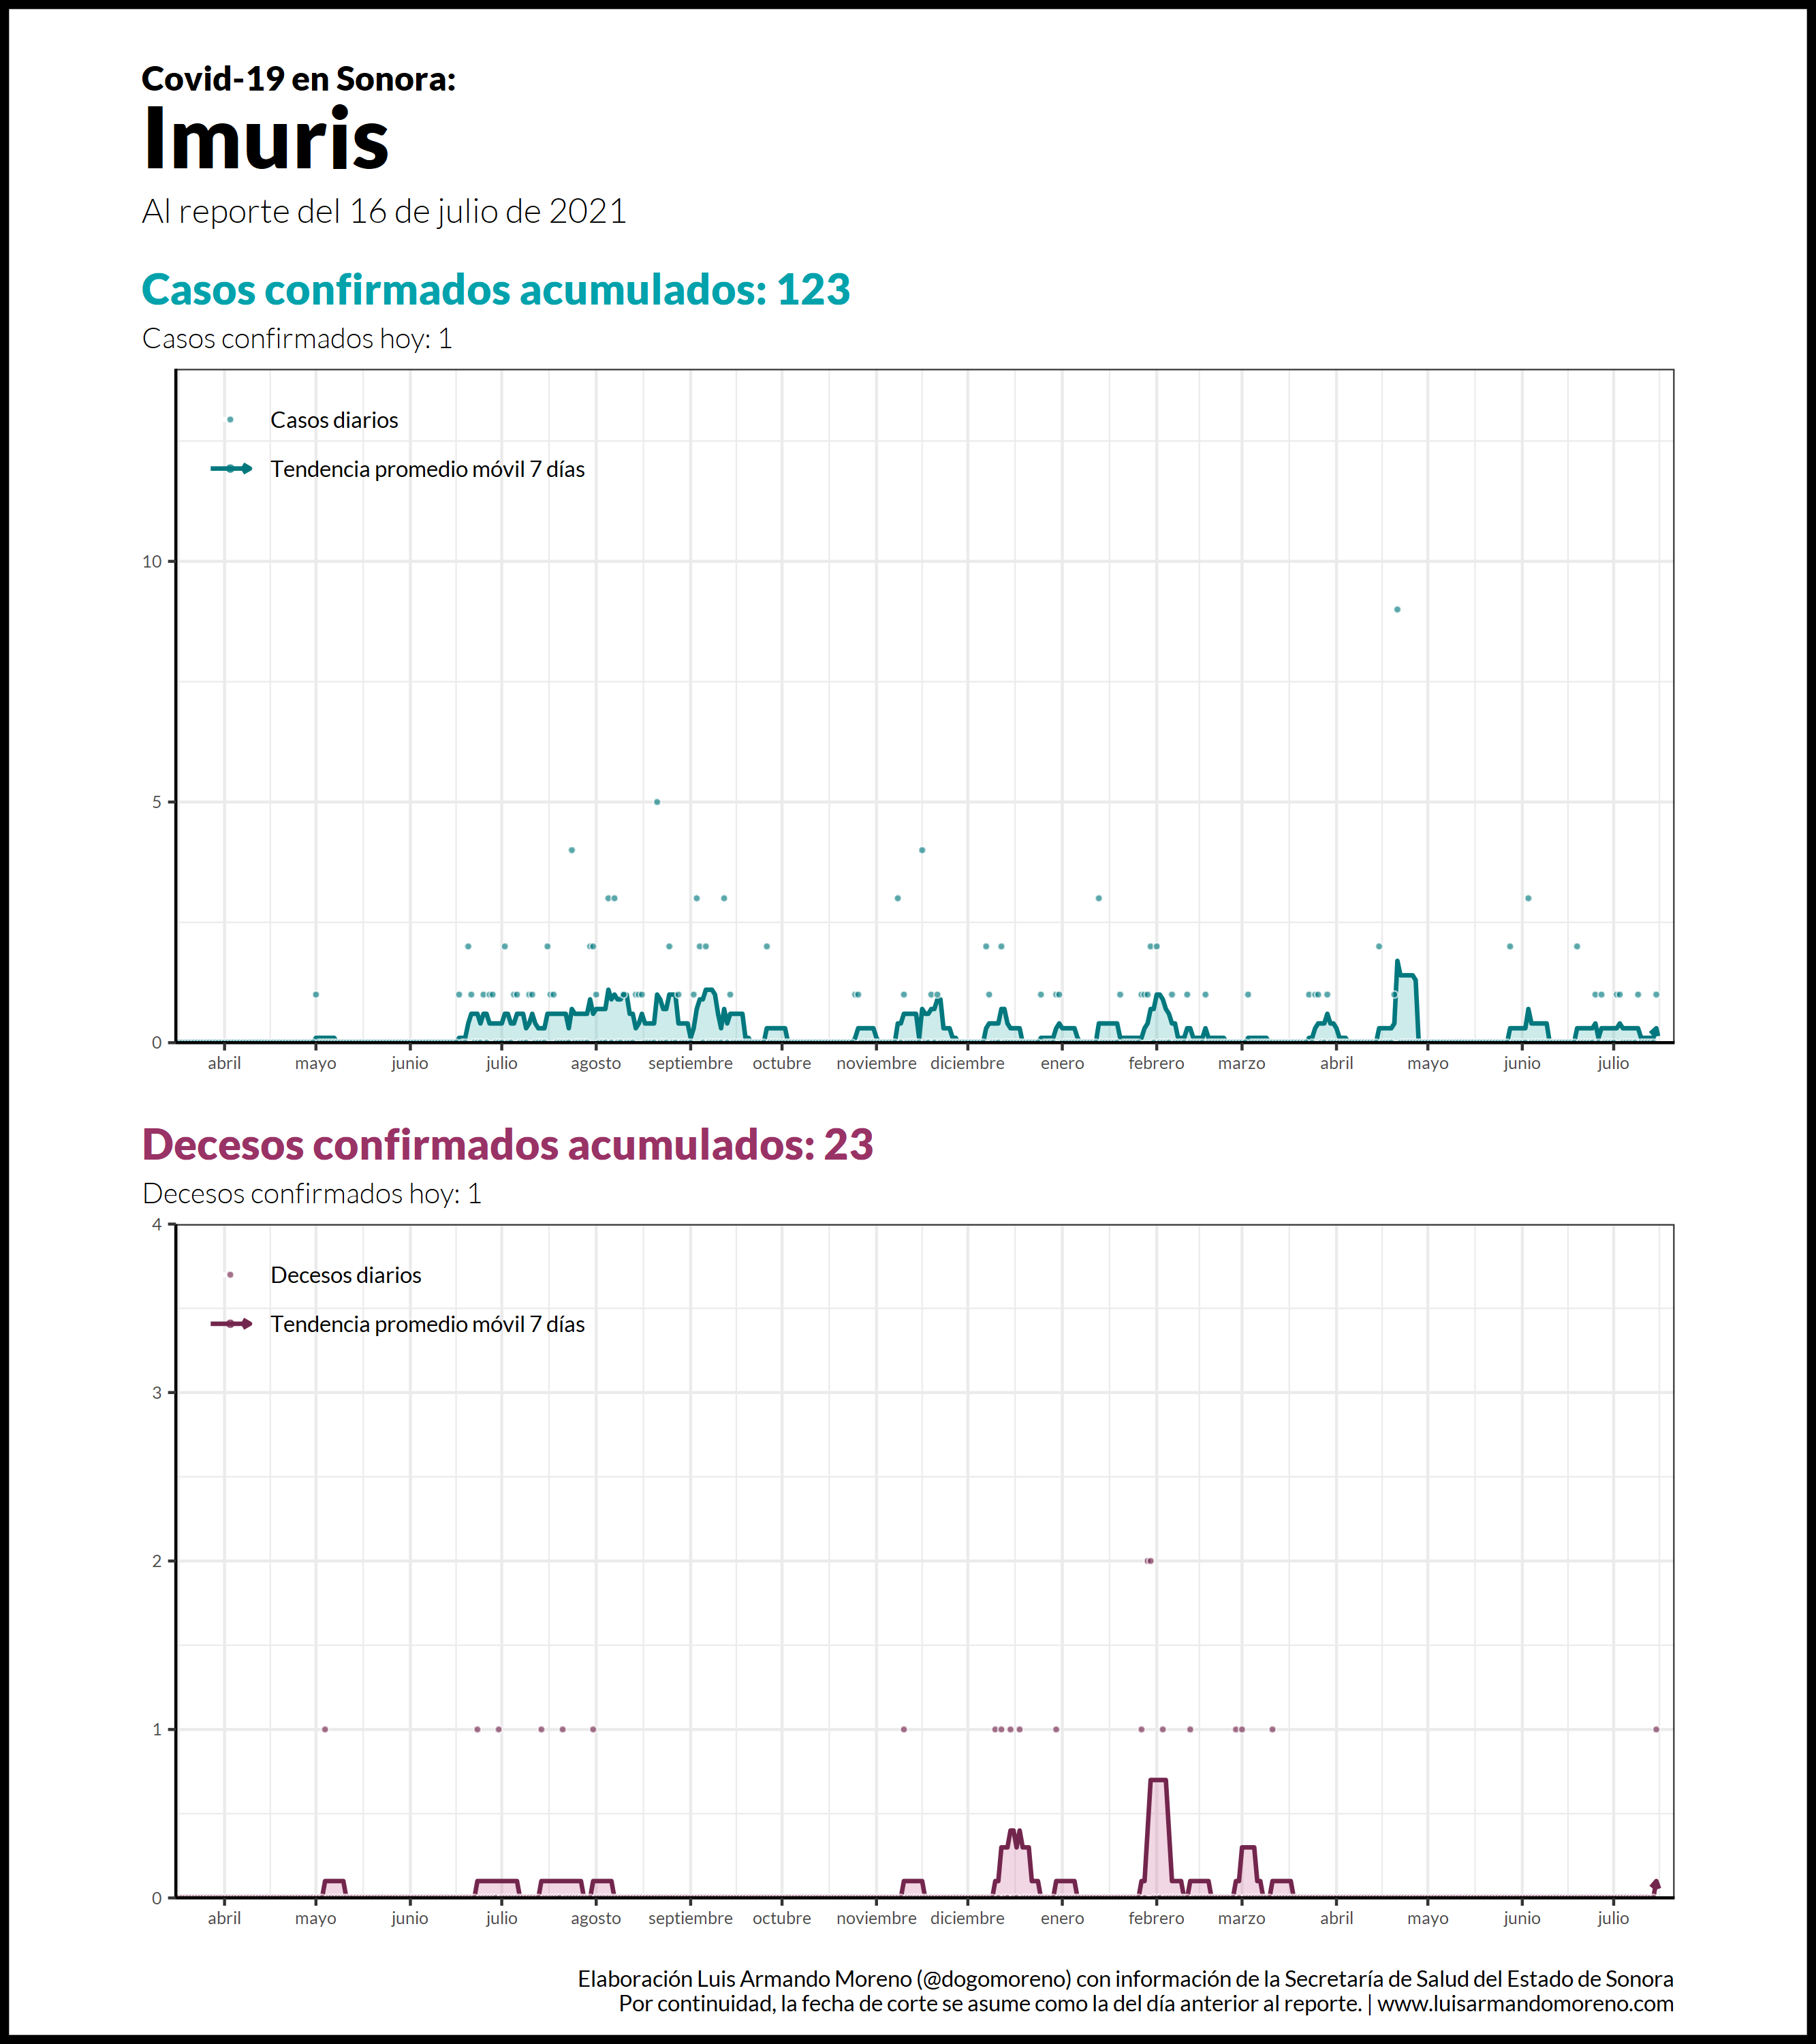 Covid-19 en Sonora:
Imuris
Al reporte del 16 de julio de 2021
Casos confirmados acumulados: 123
Casos confirmados hoy: 1
Casos diarios
Tendencia promedio móvil 7 días
10
5
0
abril mayo junio julio agosto septiembre octubre noviembre diciembre enero febrero marzo abril mayo junio julio
Decesos confirmados acumulados: 23
Decesos confirmados hoy: 1
4
Decesos diarios
Tendencia promedio móvil 7 días
3
2
1
0
abril mayo junio julio agosto septiembre octubre noviembre diciembre enero febrero marzo abril mayo junio julio
Elaboración Luis Armando Moreno (@dogomoreno) con información de la Secretaría de Salud del Estado de Sonora
Por continuidad, la fecha de corte se asume como la del día anterior al reporte. | www.luisarmandomoreno.com